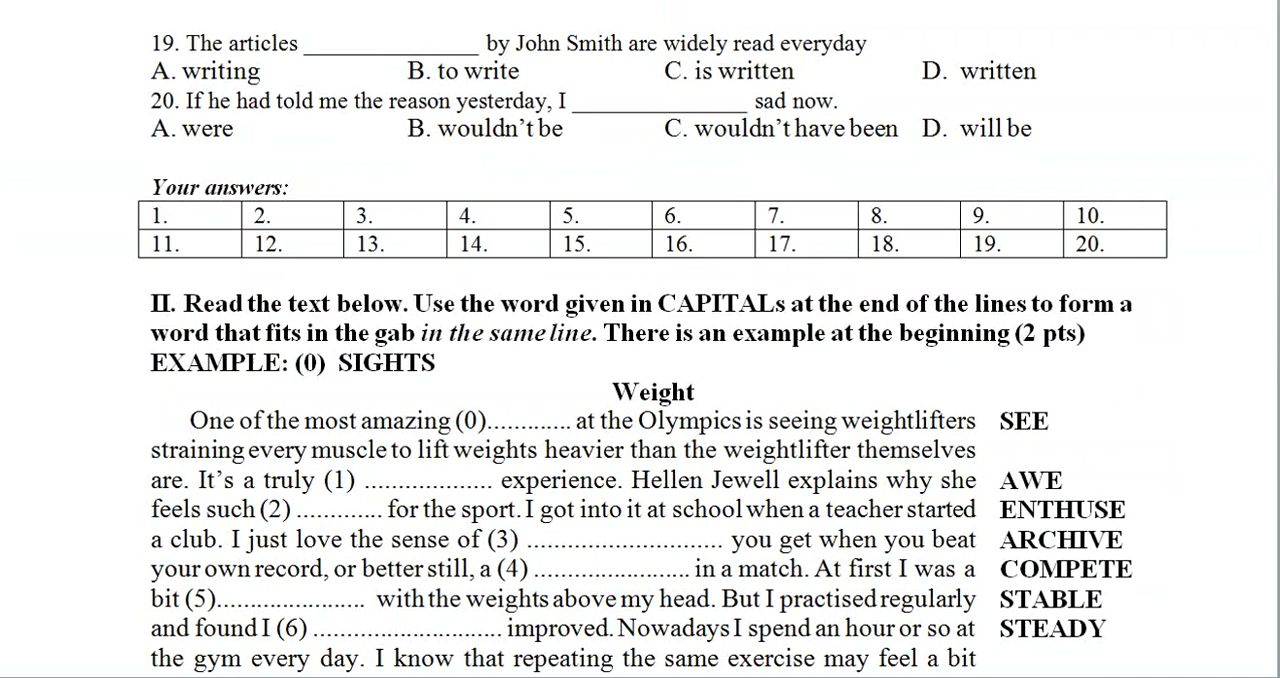 19. The articles _______________ by John Smith are widely read everyday
A. writing B. to write C. is written D. written
20. If he had told me the reason yesterday, I _______________ sad now.
A. were B. wouldn't be C. wouldn't have been D. will be
Your answers:
1. 2. 3. 4. 5. 6. 7. 8. 9. 10.
11. 12. 13. 14. 15. 16. 17. 18. 19. 20.
II. Read the text below. Use the word given in CAPITALs at the end of the lines to form a
word that fits in the gab in the same line. There is an example at the beginning (2 pts)
EXAMPLE: (0) SIGHTS
Weight
One of the most amazing (0)............. at the Olympics is seeing weightlifters SEE
straining every muscle to lift weights heavier than the weightlifter themselves
are. It's a truly (1) ................... experience. Hellen Jewell explains why she AWE
feels such (2) ............. for the sport. I got into it at school when a teacher started ENTHUSE
a club. I just love the sense of (3) ............................. you get when you beat ARCHIVE
your own record, or better still, a (4) ........................ in a match. At first I was a COMPETE
bit (5)...................... with the weights above my head. But I practised regularly STABLE
and found I (6) ............................ improved. Nowadays I spend an hour or so at STEADY
the gym every day. I know that repeating the same exercise may feel a bit